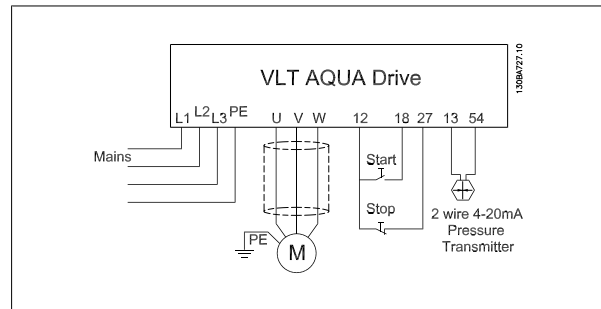 VLT AQUA Drive
130BA727.10
L1 L2 L3 PE U V W 12 18 27 13 54
Mains
Start
Stop
PE
M
2 wire 4-20mA
Pressure
Transmitter